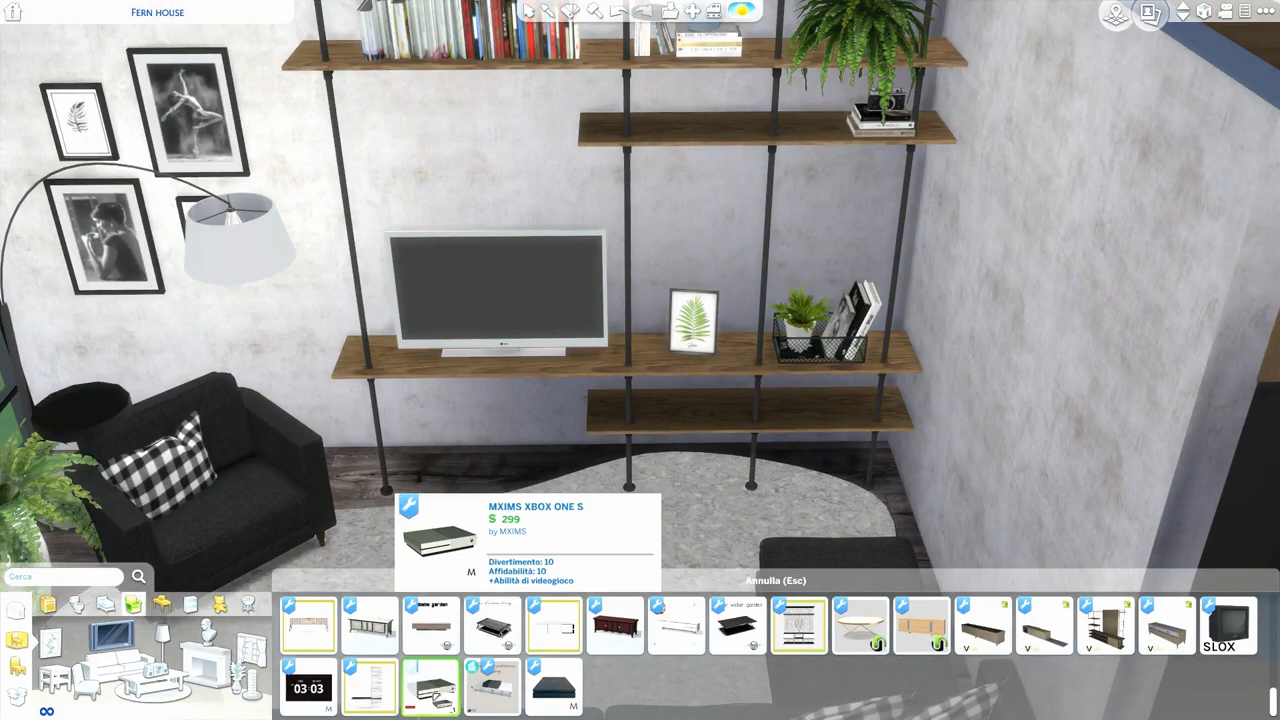 FERN HOUSE
MXIMS XBOX ONE S
§ 299
by MXIMS
M
Divertimento: 10
Affidabilità: 10
+Abilità di videogioco
Cerca
Annulla (Esc)
SLOX
03:03
M
M